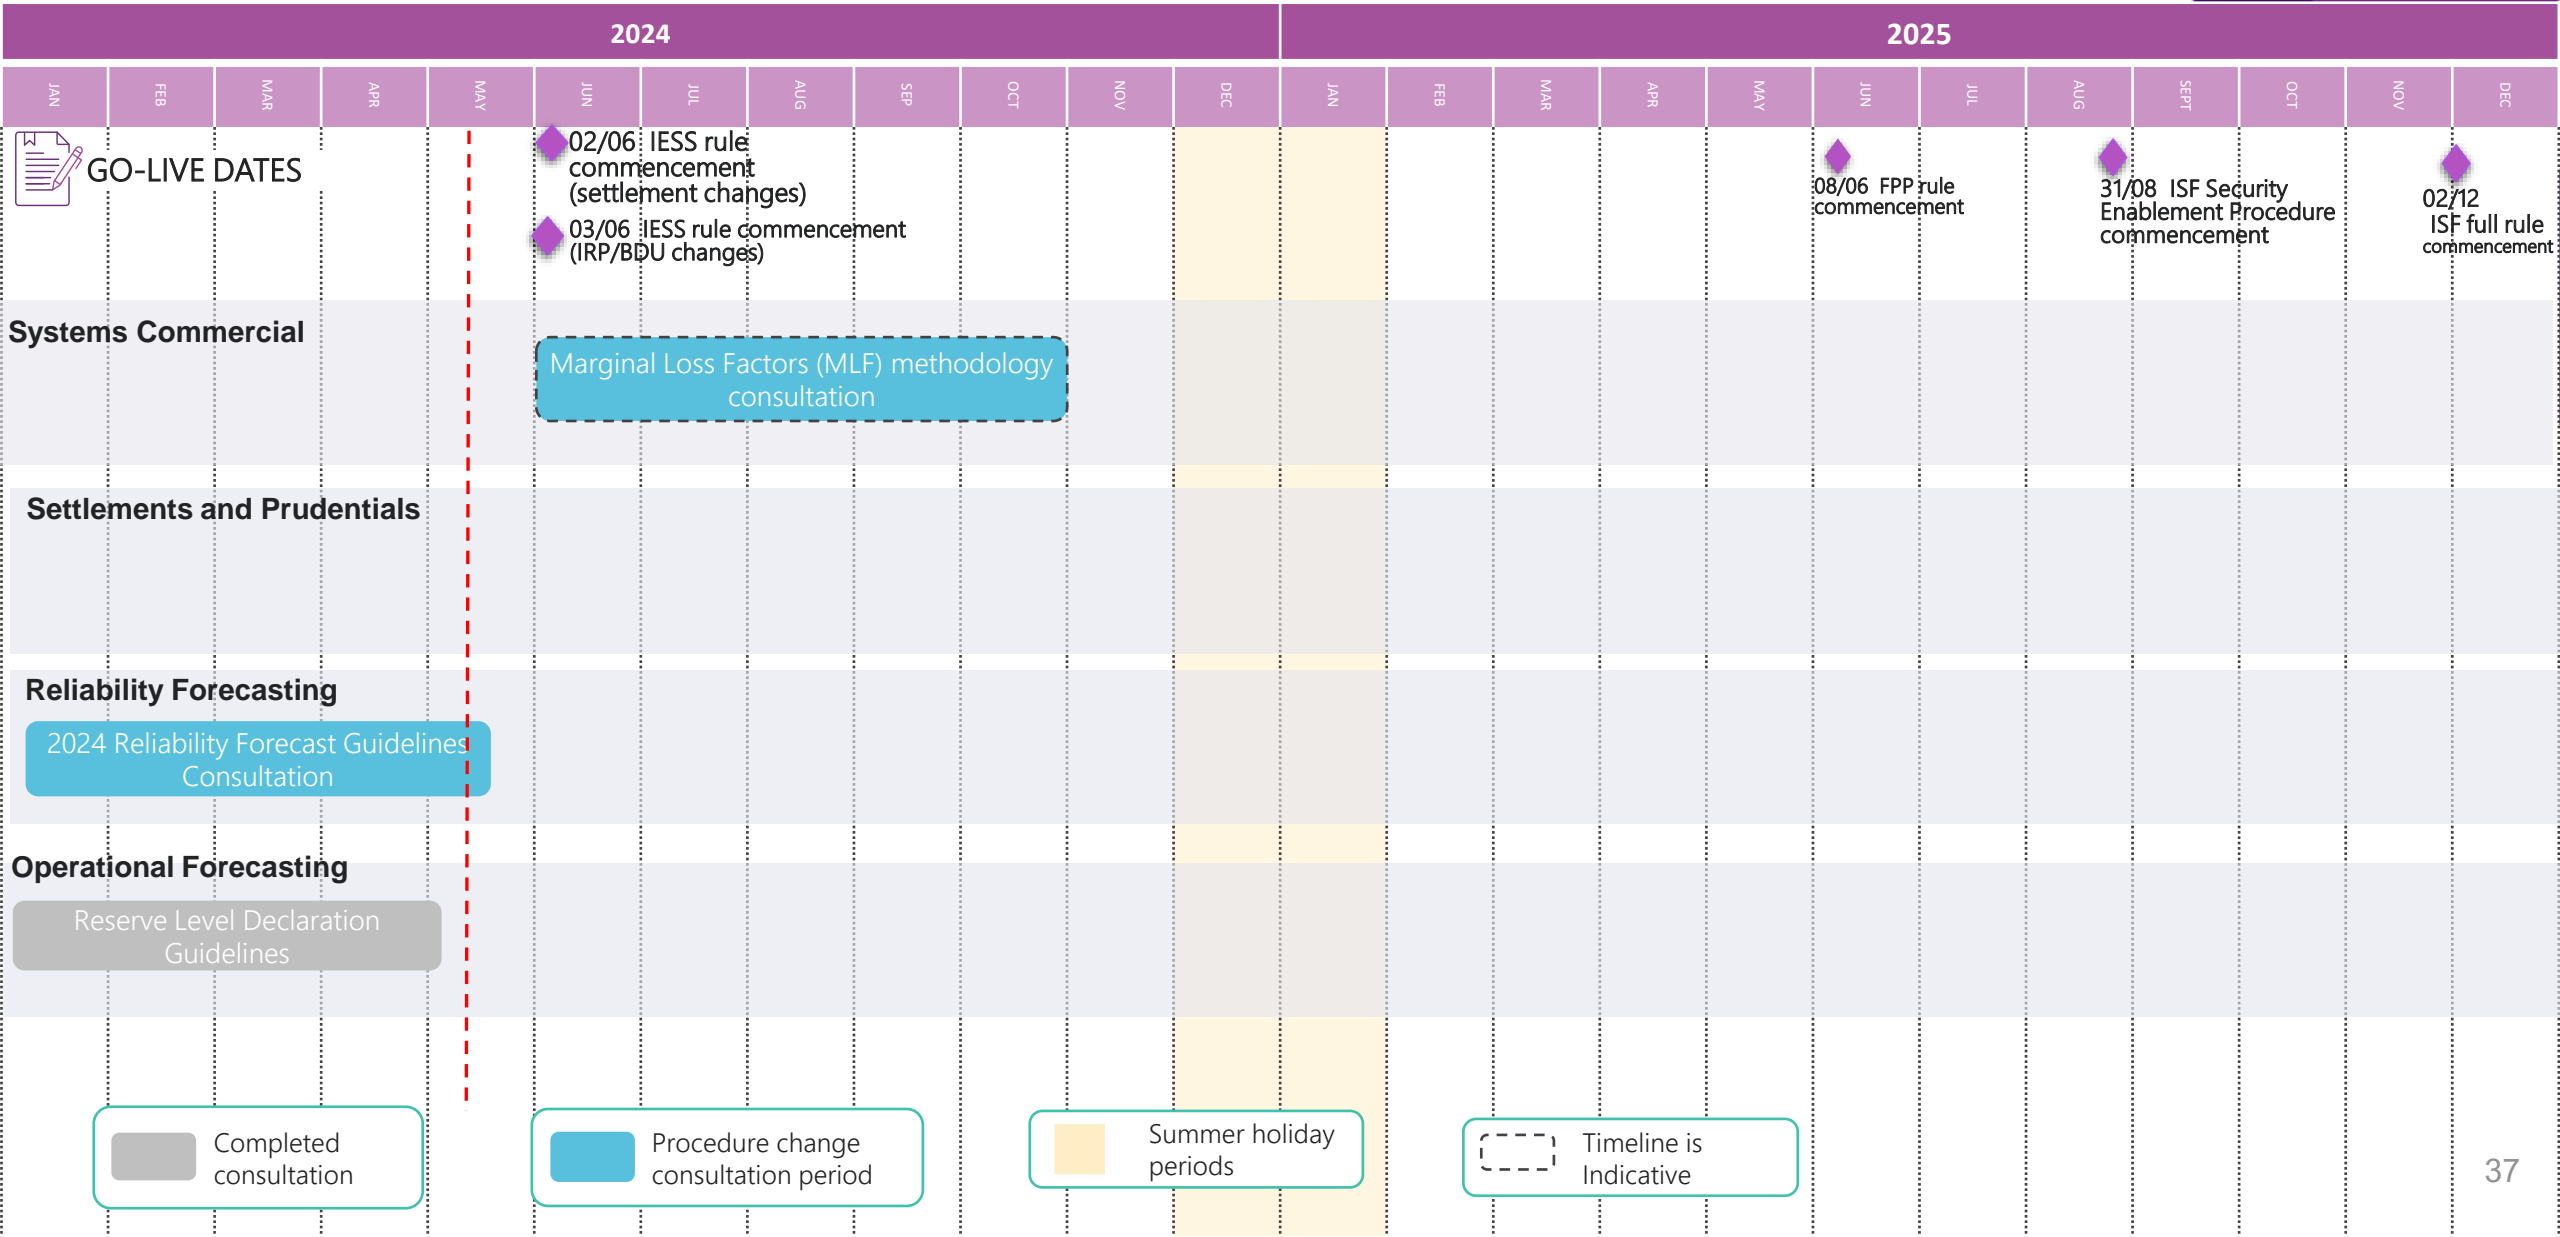 2024
2025
JAN
FEB
MAR
APR
MAY
JUN
JUL
AUG
SEP
OCT
NOV
DEC
JAN
FEB
MAR
APR
MAY
JUN
JUL
AUG
SEPT
OCT
NOV
DEC
GO-LIVE DATES
02/06 IESS rule
commencement
(settlement changes)
03/06 IESS rule commencement
(IRP/BDU changes)
08/06 FPP rule
commencement
31/08 ISF Security
Enablement Procedure
commencement
02/12
ISF full rule
commencement
Systems Commercial
Marginal Loss Factors (MLF) methodology
consultation
Settlements and Prudentials
Reliability Forecasting
2024 Reliability Forecast Guidelines
Consultation
Operational Forecasting
Reserve Level Declaration
Guidelines
Completed
consultation
Procedure change
consultation period
Summer holiday
periods
Timeline is
Indicative
37